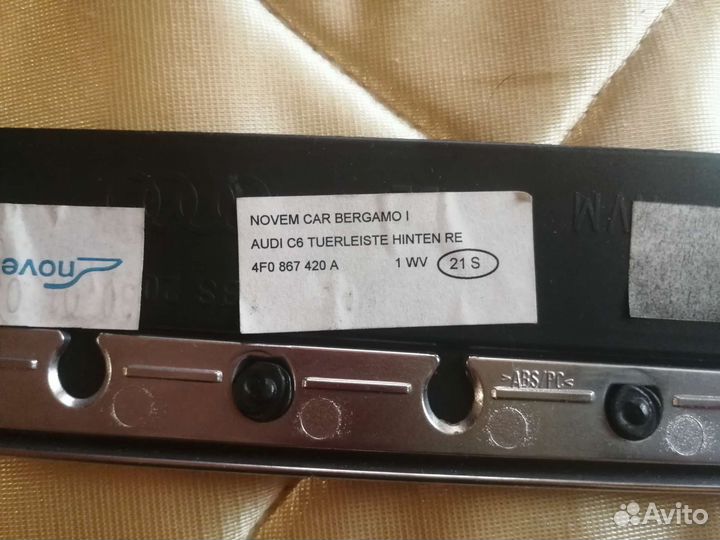 NOVEM CAR BERGAMO I
AUDI C6 TUERLEISTE HINTEN RE
4F0 867 420 A 1 WV 21 S
nove
>ABS/PC<
Avito